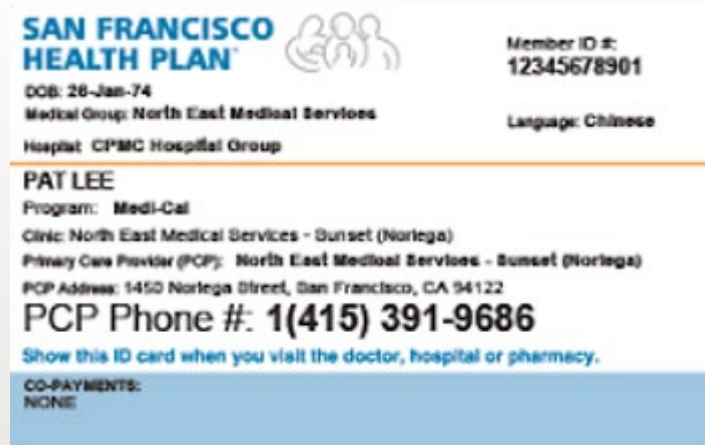 SAN FRANCISCO
HEALTH PLAN
Member ID #:
12345678901
DOB: 26-Jan-74
Medical Group: North East Medical Services
Language: Chinese
Hospital: CPMC Hospital Group
PAT LEE
Program: Medi-Cal
Clinic: North East Medical Services - Sunset (Noriega)
Primary Care Provider (PCP): North East Medical Services - Sunset (Noriega)
PCP Address: 1450 Noriega Street, San Francisco, CA 94122
PCP Phone #: 1(415) 391-9686
Show this ID card when you visit the doctor, hospital or pharmacy.
CO-PAYMENTS:
NONE